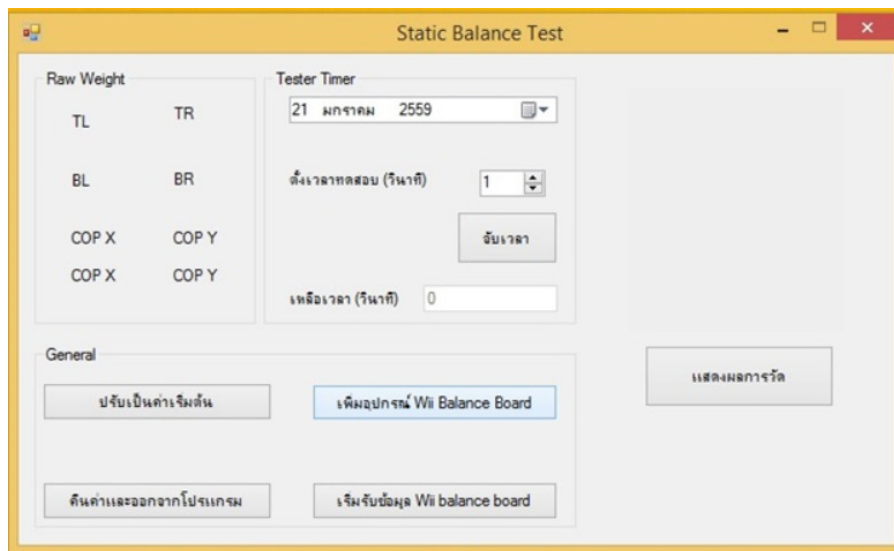 Static Balance Test
Raw Weight
TL TR
BL BR
COP X COP Y
COP X COP Y
Tester Timer
21 มกราคม 2559
ตั้งเวลาทดสอบ (วินาที) 1
จับเวลา
เหลือเวลา (วินาที) 0
General
ปรับเป็นค่าเริ่มต้น เพิ่มอุปกรณ์ Wii Balance Board
คืนค่าและออกจากโปรแกรม เริ่มรับข้อมูล Wii balance board
แสดงผลการวัด